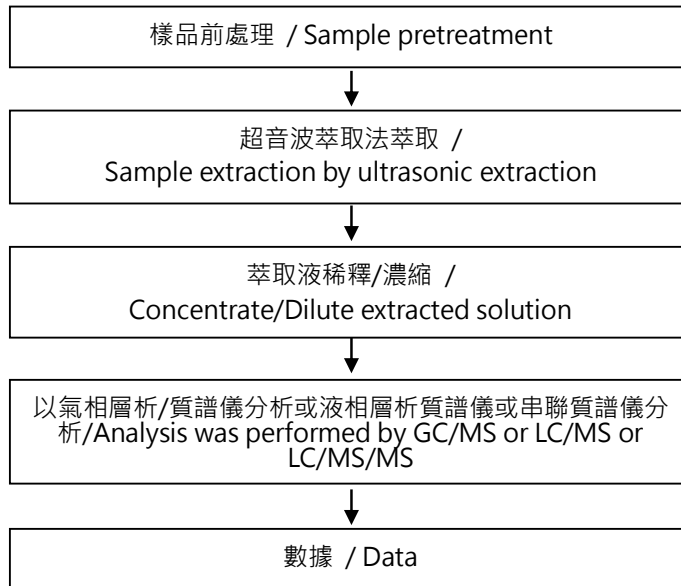 樣品前處理 / Sample pretreatment
超音波萃取法萃取 /
Sample extraction by ultrasonic extraction
萃取液稀釋/濃縮 /
Concentrate/Dilute extracted solution
以氣相層析/質譜儀分析或液相層析質譜儀或串聯質譜儀分
析/Analysis was performed by GC/MS or LC/MS or
LC/MS/MS
數據 / Data